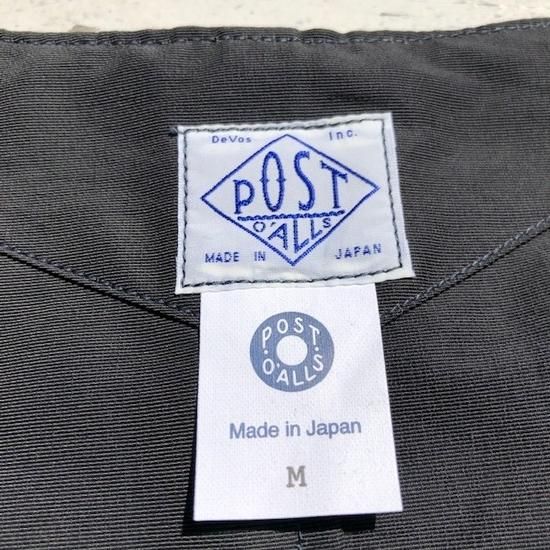 DeVos Inc.
POST
O'ALLS
MADE IN JAPAN
POST
O'ALLS
Made in Japan
M